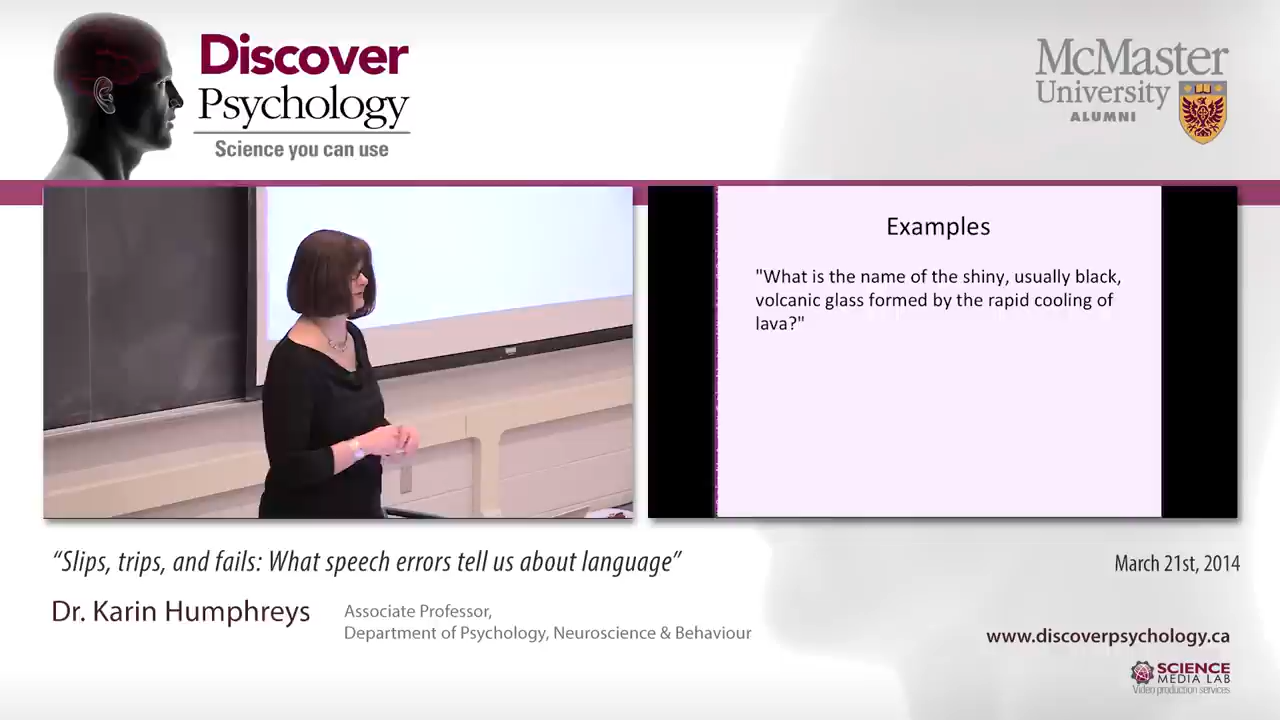 Discover
Psychology
Science you can use
McMaster
University
ALUMNI
Examples
"What is the name of the shiny, usually black,
volcanic glass formed by the rapid cooling of
lava?"
“Slips, trips, and fails: What speech errors tell us about language”
March 21st, 2014
Dr. Karin Humphreys
Associate Professor,
Department of Psychology, Neuroscience & Behaviour
www.discoverpsychology.ca
SCIENCE
MEDIA LAB
Video production services